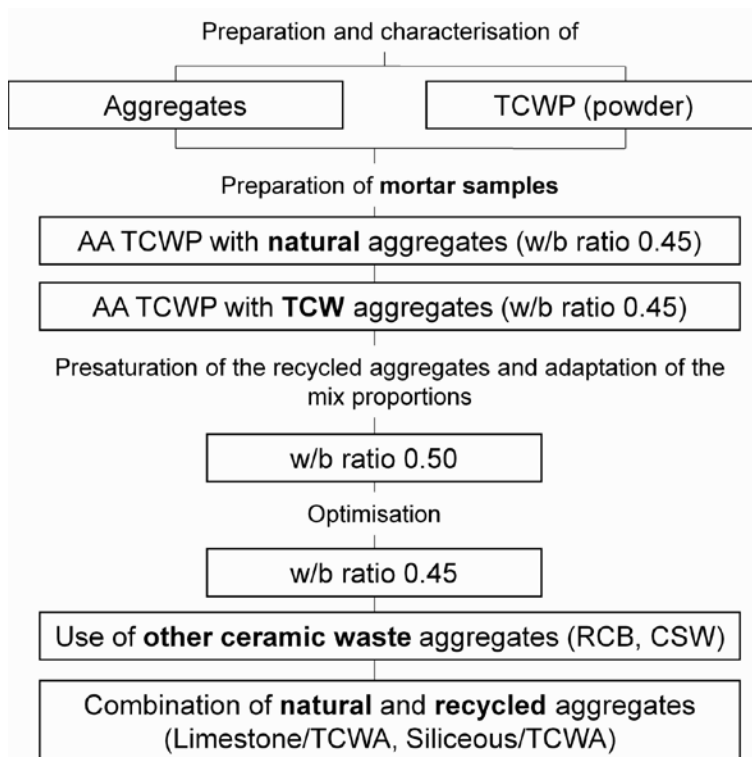 Preparation and characterisation of
Aggregates
TCWP (powder)
Preparation of mortar samples
AA TCWP with natural aggregates (w/b ratio 0.45)
AA TCWP with TCW aggregates (w/b ratio 0.45)
Presaturation of the recycled aggregates and adaptation of the
mix proportions
w/b ratio 0.50
Optimisation
w/b ratio 0.45
Use of other ceramic waste aggregates (RCB, CSW)
Combination of natural and recycled aggregates
(Limestone/TCWA, Siliceous/TCWA)